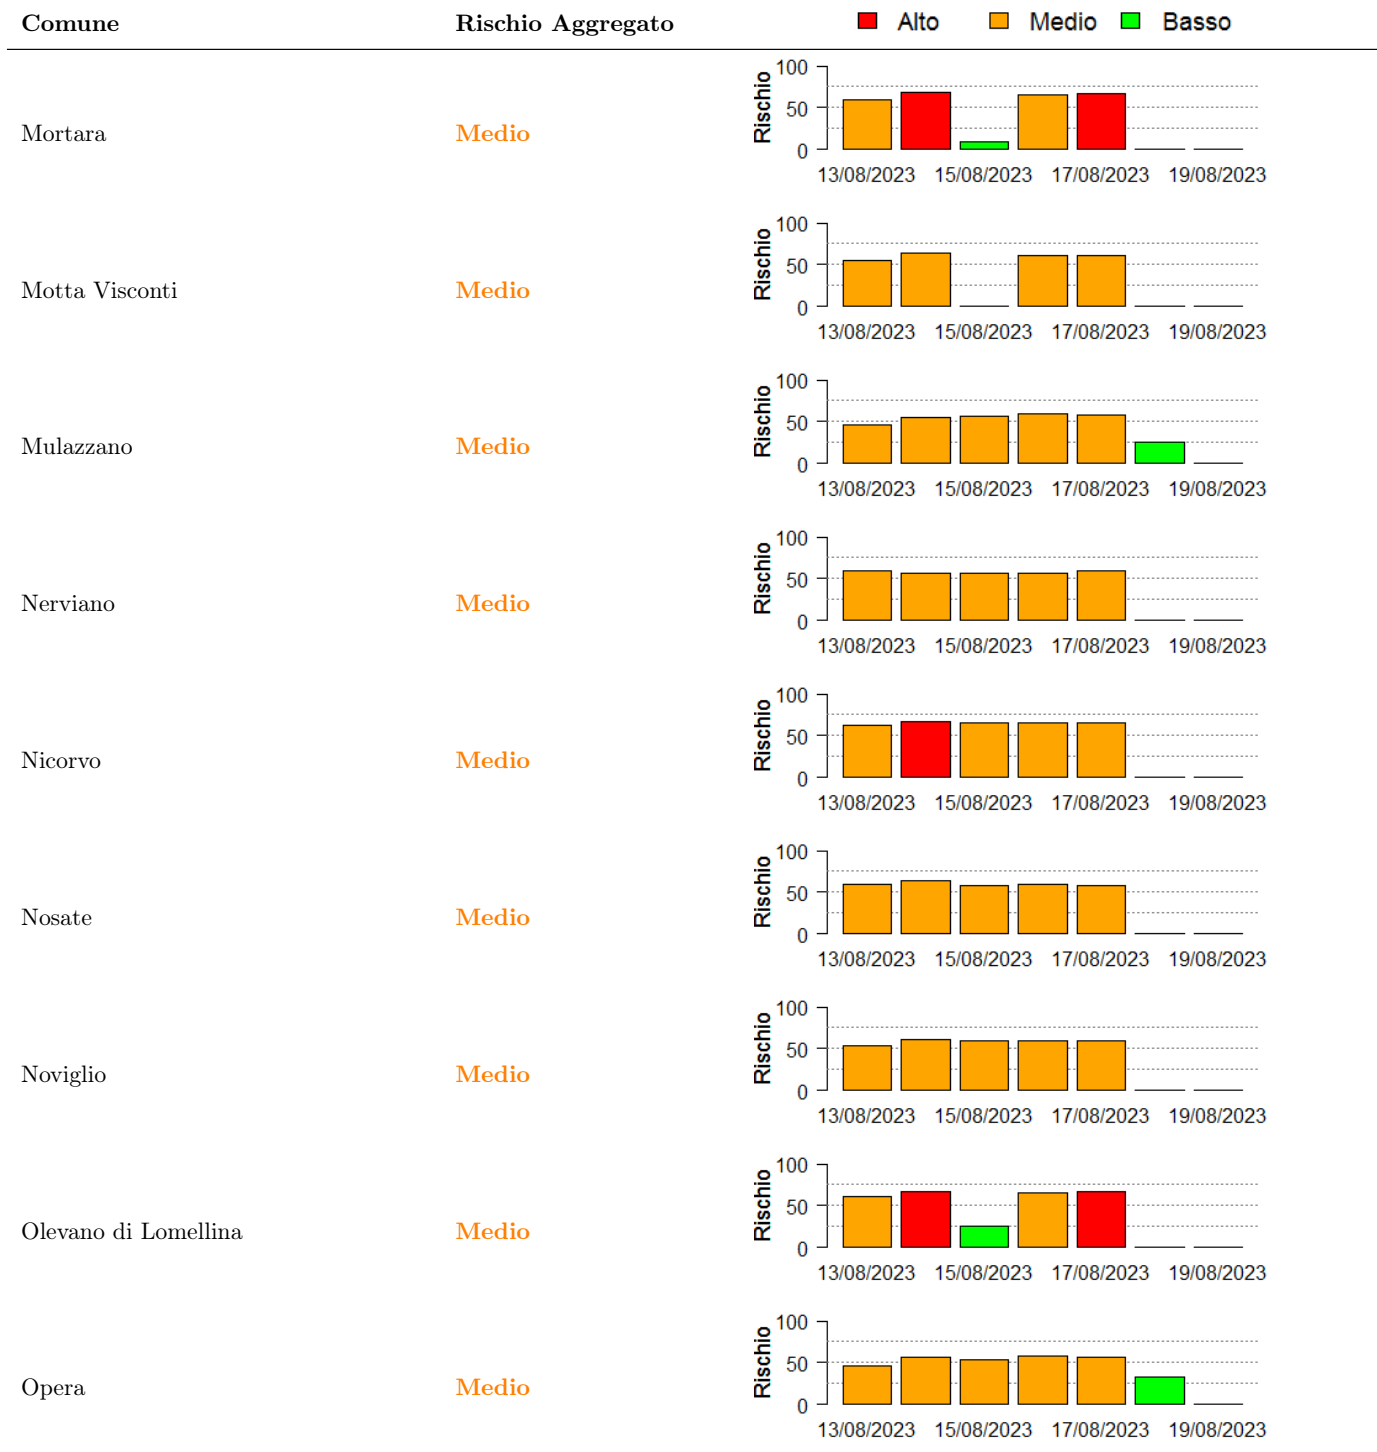 Comune Rischio Aggregato Alto Medio Basso
100
50
0
Rischio
Mortara Medio
13/08/2023 15/08/2023 17/08/2023 19/08/2023
100
50
0
Rischio
Motta Visconti Medio
13/08/2023 15/08/2023 17/08/2023 19/08/2023
100
50
0
Rischio
Mulazzano Medio
13/08/2023 15/08/2023 17/08/2023 19/08/2023
100
50
0
Rischio
Nerviano Medio
13/08/2023 15/08/2023 17/08/2023 19/08/2023
100
50
0
Rischio
Nicorvo Medio
13/08/2023 15/08/2023 17/08/2023 19/08/2023
100
50
0
Rischio
Nosate Medio
13/08/2023 15/08/2023 17/08/2023 19/08/2023
100
50
0
Rischio
Noviglio Medio
13/08/2023 15/08/2023 17/08/2023 19/08/2023
100
50
0
Rischio
Olevano di Lomellina Medio
13/08/2023 15/08/2023 17/08/2023 19/08/2023
100
50
0
Rischio
Opera Medio
13/08/2023 15/08/2023 17/08/2023 19/08/2023